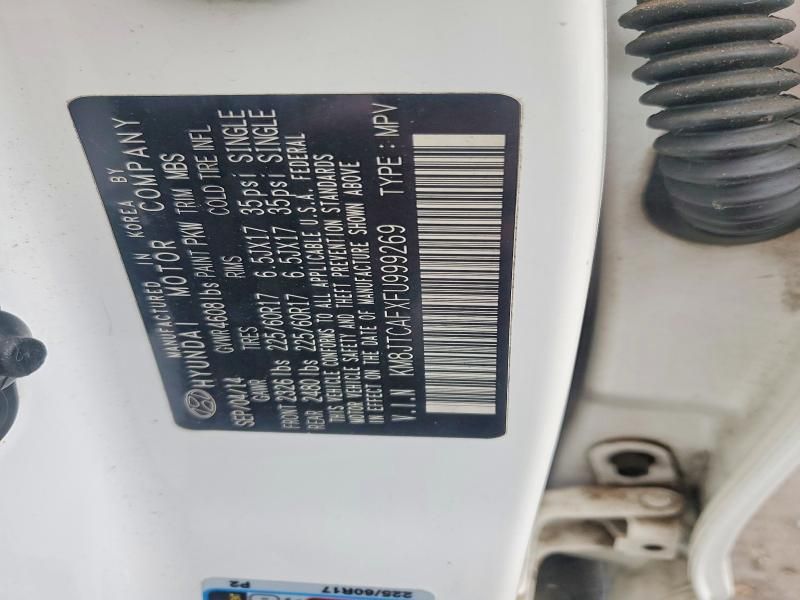 MANUFACTURED IN KOREA BY
HYUNDAI MOTOR COMPANY
SEP/04/14 GVWR 4608 lbs PAINT PKW TRIM MBS
GAWR TIRES RIMS COLD TIRE INFL
FRONT 2826 lbs 225/60R17 6.5JX17 35psi SINGLE
REAR 2480 lbs 225/60R17 6.5JX17 35psi SINGLE
THIS VEHICLE CONFORMS TO ALL APPLICABLE U.S.A. FEDERAL
MOTOR VEHICLE SAFETY AND THEFT PREVENTION STANDARDS
IN EFFECT ON THE DATE OF MANUFACTURE SHOWN ABOVE
V.I.N KM8JTCAFXFU999269 TYPE : MPV
225/60R17
P2